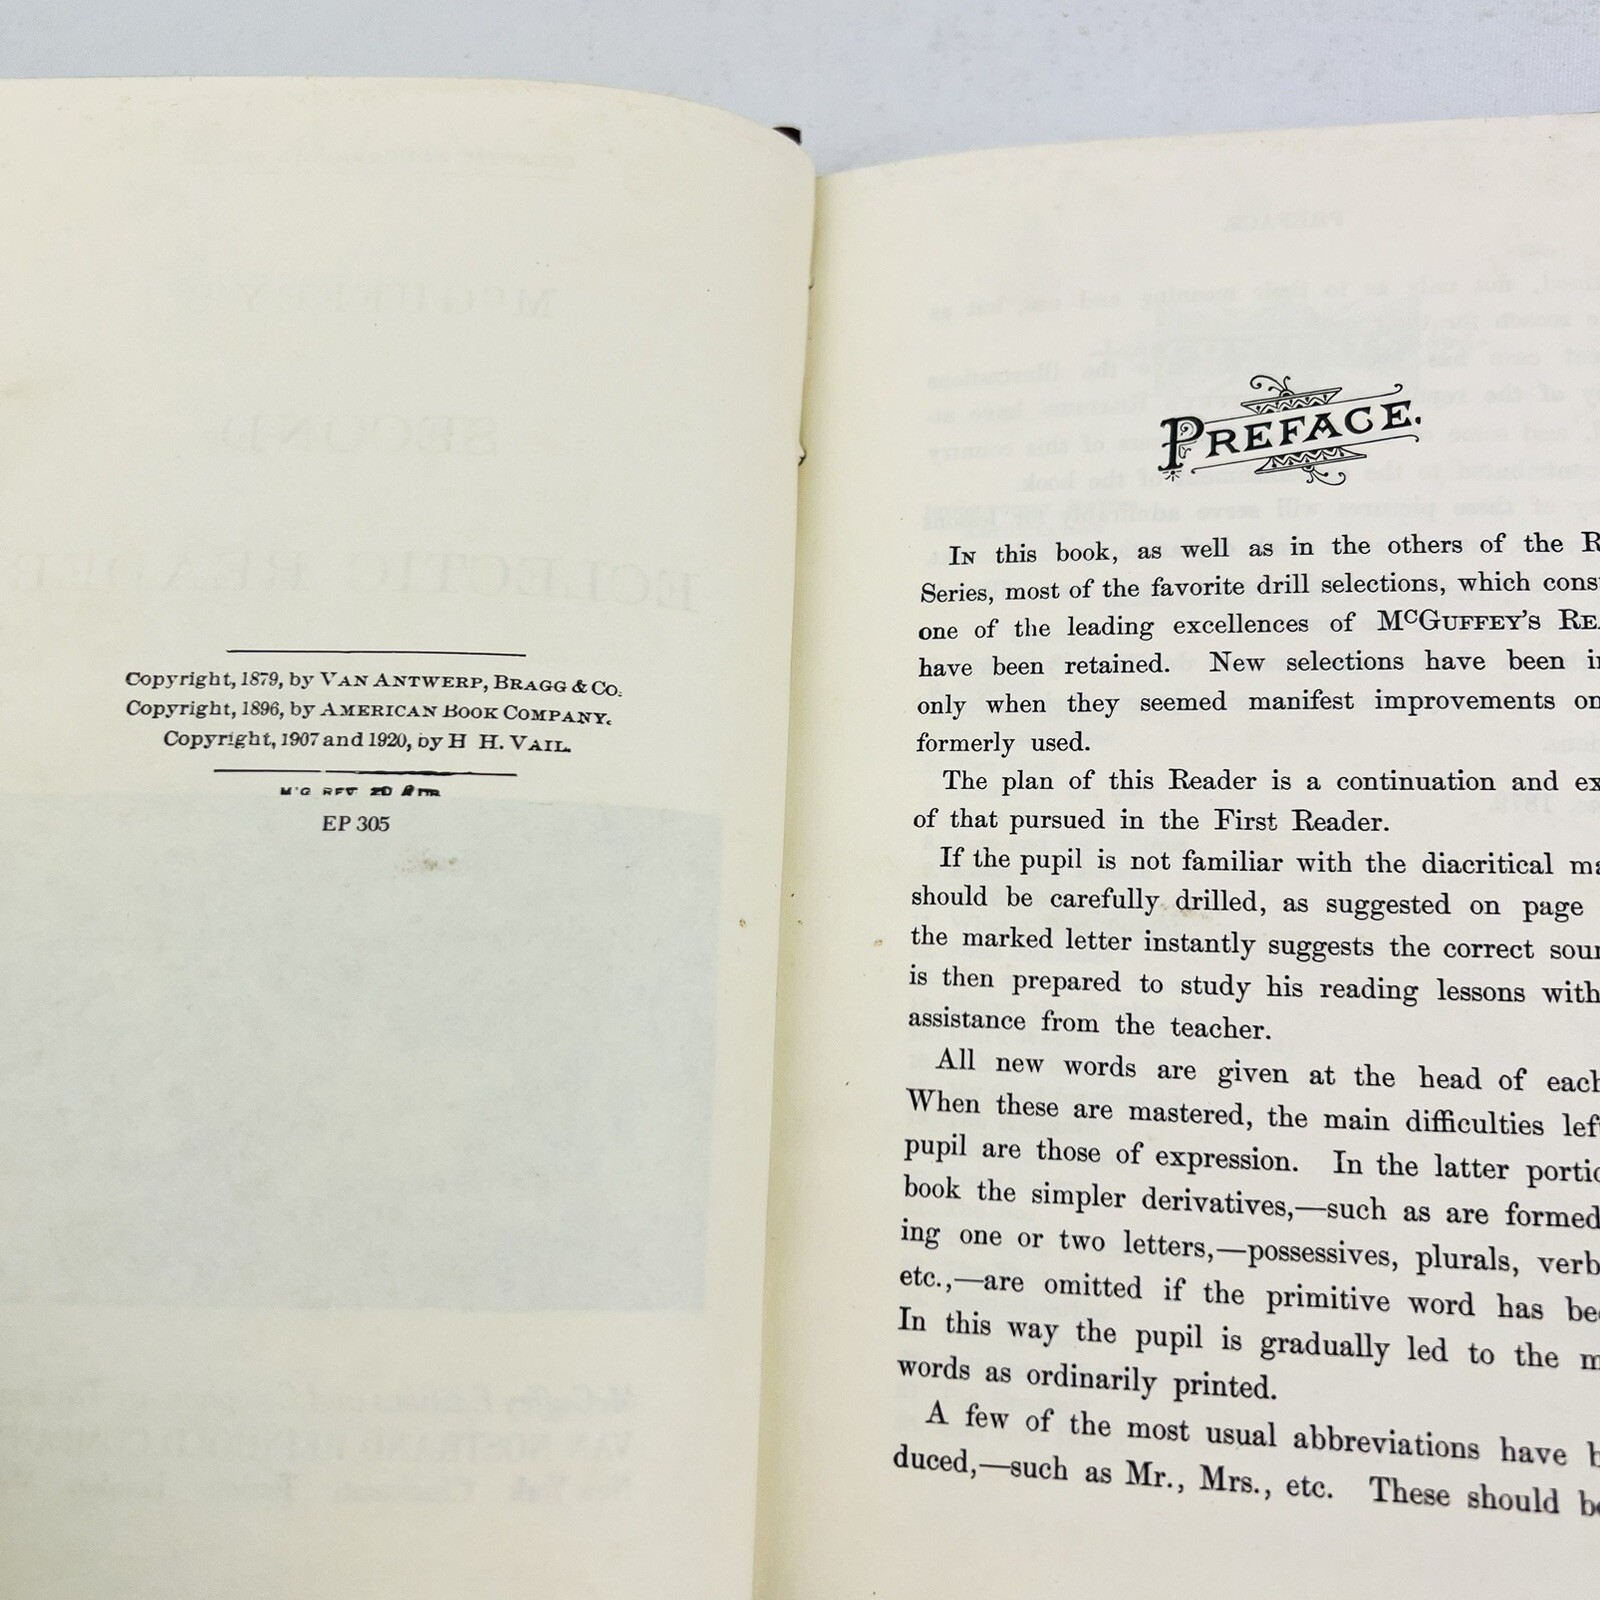 Copyright, 1879, by VAN ANTWERP, BRAGG & CO.
Copyright, 1896, by AMERICAN BOOK COMPANY.
Copyright, 1907 and 1920, by H H. VAIL.
M'G REV
EP 305
PREFACE.
IN this book, as well as in the others of the
Series, most of the favorite drill selections, which
one of the leading excellences of MCGUFFEY'S
have been retained. New selections have been
only when they seemed manifest improvements
formerly used.
The plan of this Reader is a continuation and
of that pursued in the First Reader.
If the pupil is not familiar with the diacritical
should be carefully drilled, as suggested on page
the marked letter instantly suggests the correct
is then prepared to study his reading lessons with
assistance from the teacher.
All new words are given at the head of each
When these are mastered, the main difficulties
pupil are those of expression. In the latter
book the simpler derivatives,—such as are formed
ing one or two letters,—possessives, plurals,
etc.,—are omitted if the primitive word has
In this way the pupil is gradually led to the
words as ordinarily printed.
A few of the most usual abbreviations have
duced,—such as Mr., Mrs., etc. These should